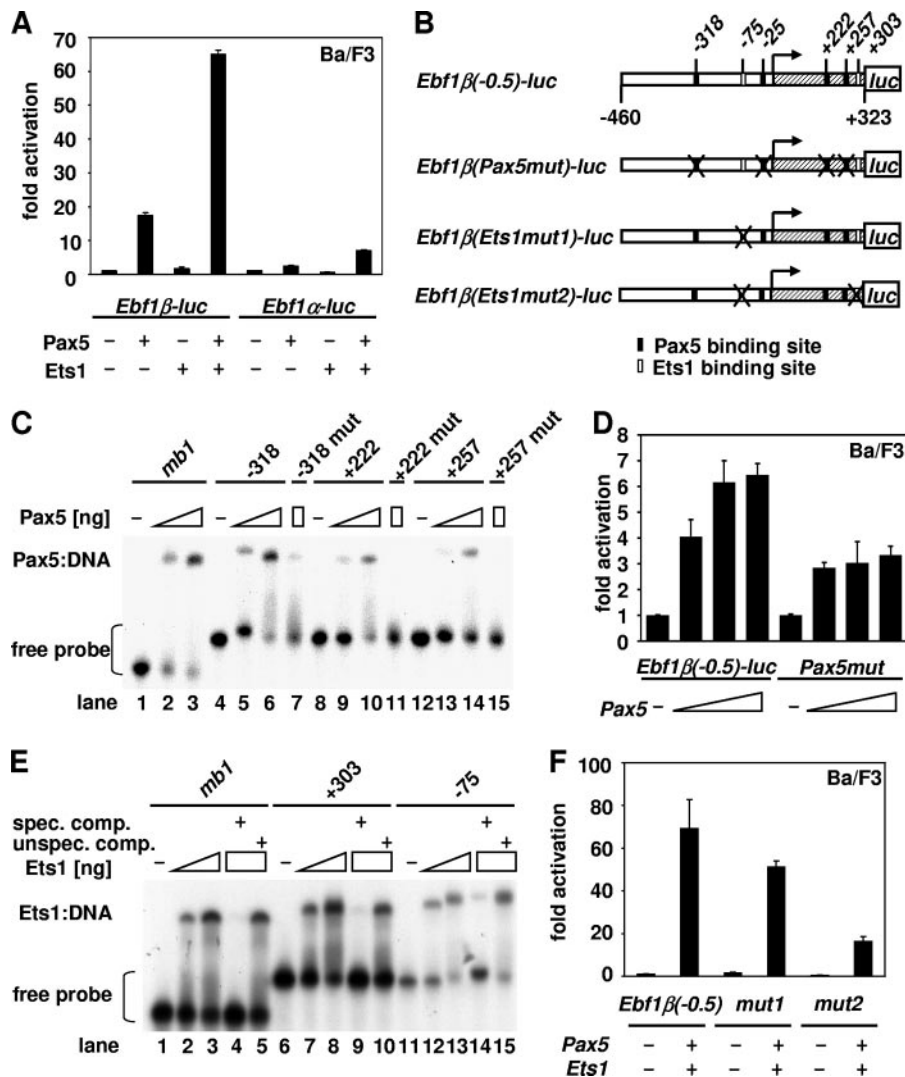 A
Ba/F3
fold activation
70
60
50
40
30
20
10
0
Ebf1β-luc Ebf1α-luc
Pax5 – + – + – + – +
Ets1 – – + + – – + +
B
-318 -75 -25 +222 +257 +303
Ebf1β(-0.5)-luc luc
-460 +323
Ebf1β(Pax5mut)-luc luc
Ebf1β(Ets1mut1)-luc luc
Ebf1β(Ets1mut2)-luc luc
Pax5 binding site
Ets1 binding site
C
mb1 -318 -318 mut +222 +222 mut +257 +257 mut
Pax5 [ng] – – – –
Pax5:DNA
free probe
lane 1 2 3 4 5 6 7 8 9 10 11 12 13 14 15
D
Ba/F3
fold activation
8
7
6
5
4
3
2
1
0
Ebf1β(-0.5)-luc Pax5mut
Pax5 – –
E
mb1 +303 -75
spec. comp. + + +
unspec. comp. + + +
Ets1 [ng] – – –
Ets1:DNA
free probe
lane 1 2 3 4 5 6 7 8 9 10 11 12 13 14 15
F
Ba/F3
fold activation
100
80
60
40
20
0
Ebf1β(-0.5) mut1 mut2
Pax5 – + – + – +
Ets1 – + – + – +